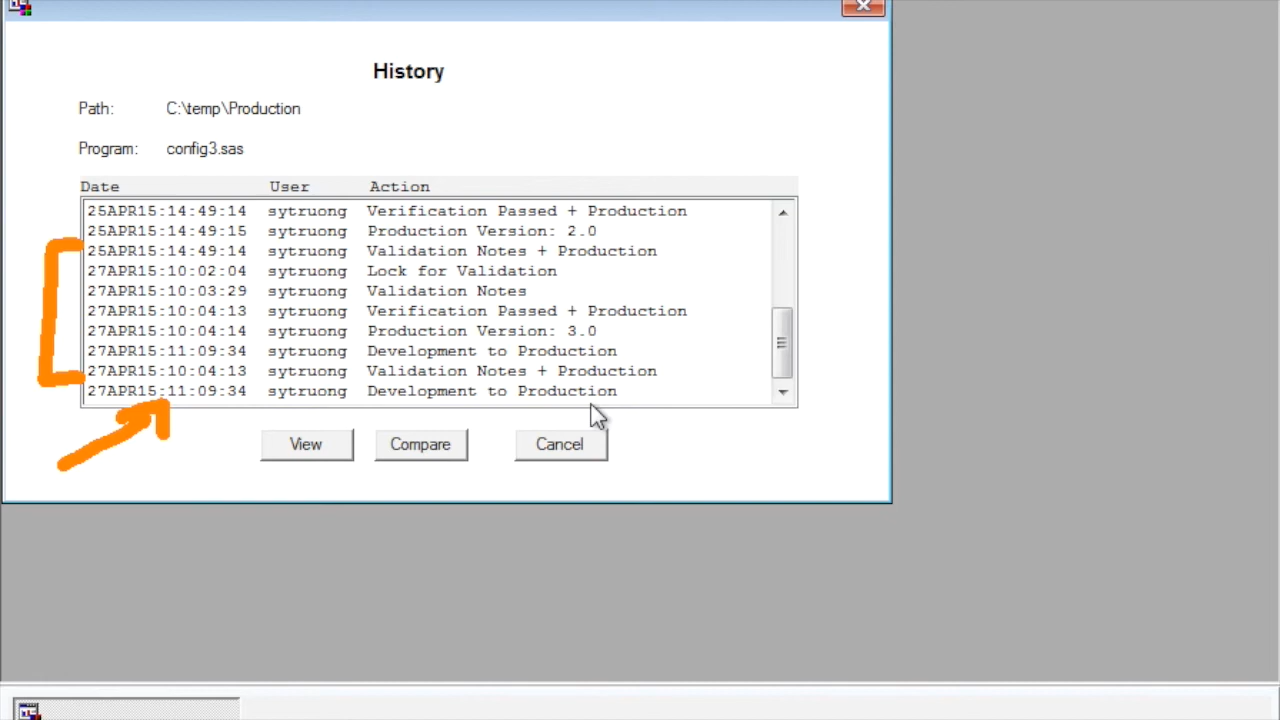 History
Path: C:\temp\Production
Program: config3.sas
Date User Action
25APR15:14:49:14 sytruong Verification Passed + Production
25APR15:14:49:15 sytruong Production Version: 2.0
25APR15:14:49:14 sytruong Validation Notes + Production
27APR15:10:02:04 sytruong Lock for Validation
27APR15:10:03:29 sytruong Validation Notes
27APR15:10:04:13 sytruong Verification Passed + Production
27APR15:10:04:14 sytruong Production Version: 3.0
27APR15:11:09:34 sytruong Development to Production
27APR15:10:04:13 sytruong Validation Notes + Production
27APR15:11:09:34 sytruong Development to Production
View Compare Cancel